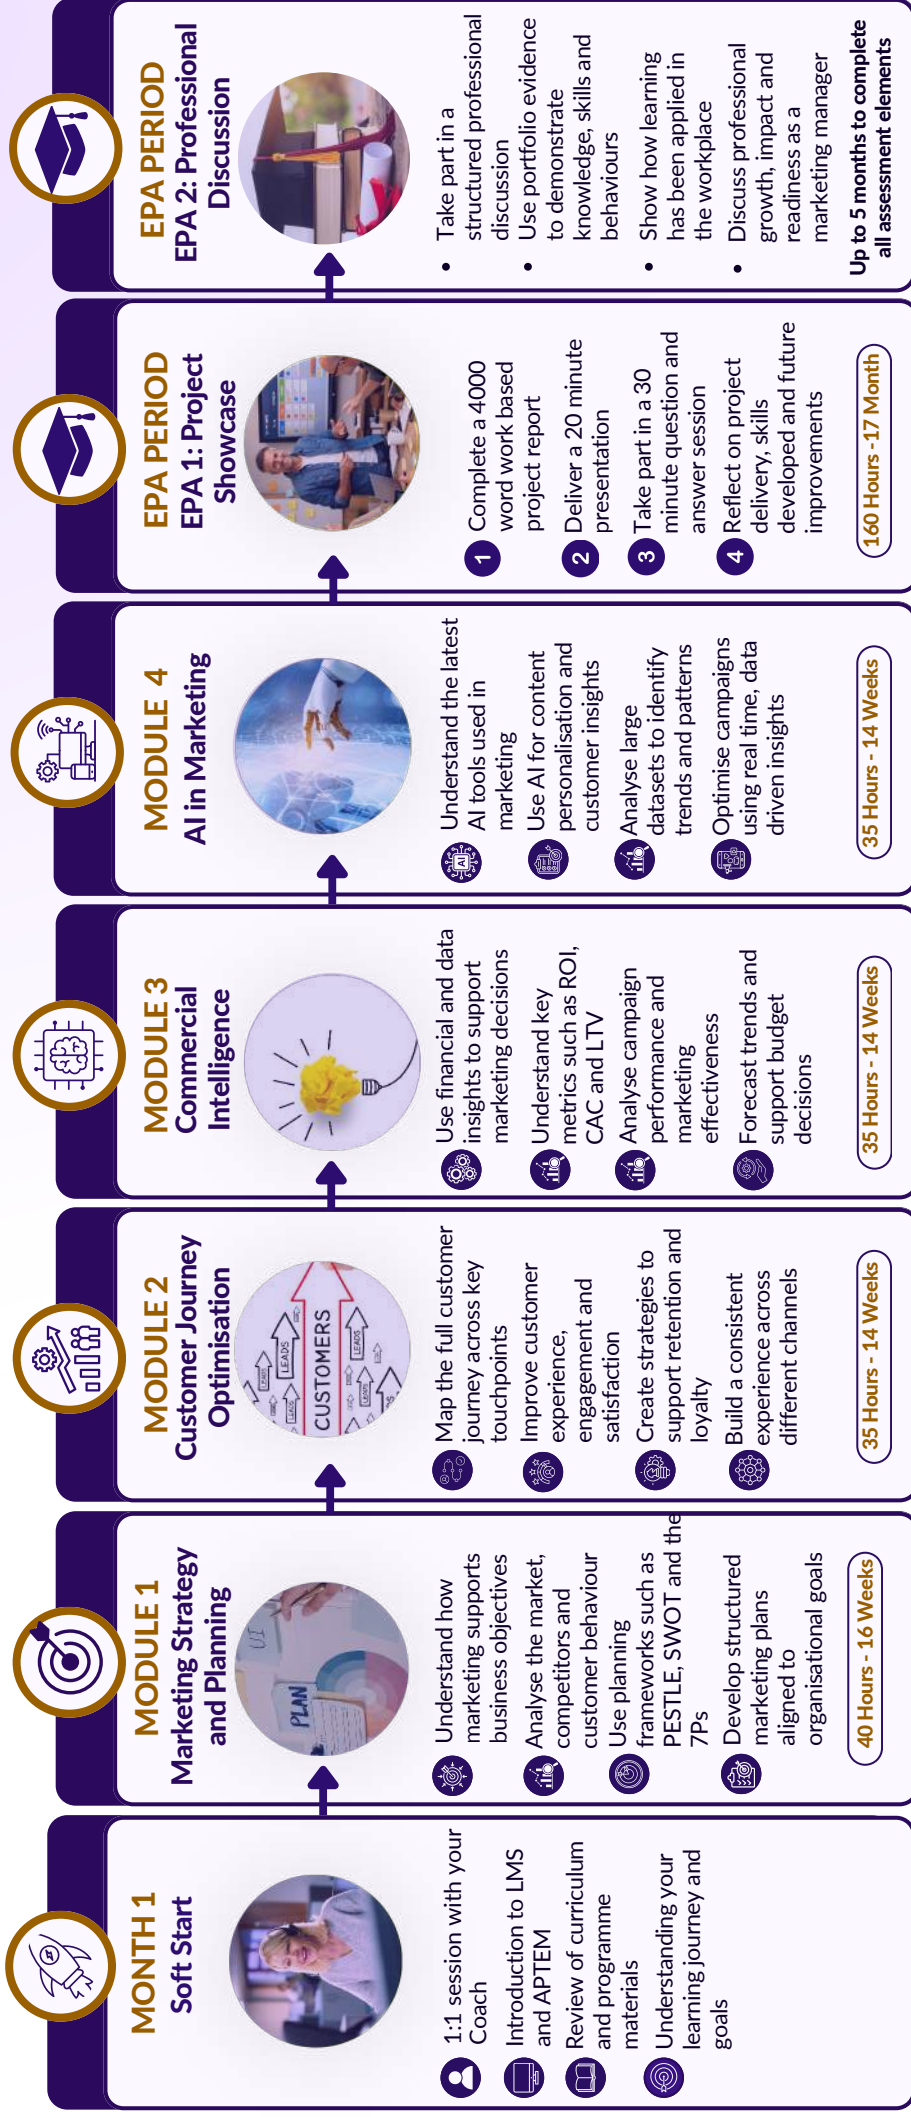 MONTH 1
Soft Start
1:1 session with your
Coach
Introduction to LMS
and APTEM
Review of curriculum
and programme
materials
Understanding your
learning journey and
goals
MODULE 1
Marketing Strategy
and Planning
UI
PLAN
Understand how
marketing supports
business objectives
Analyse the market,
competitors and
customer behaviour
Use planning
frameworks such as
PESTLE, SWOT and the
7Ps
Develop structured
marketing plans
aligned to
organisational goals
40 Hours - 16 Weeks
MODULE 2
Customer Journey
Optimisation
LEADS
LEADS
LEADS
CUSTOMERS
LEADS
LEADS
Map the full customer
journey across key
touchpoints
Improve customer
experience,
engagement and
satisfaction
Create strategies to
support retention and
loyalty
Build a consistent
experience across
different channels
35 Hours - 14 Weeks
MODULE 3
Commercial
Intelligence
Use financial and data
insights to support
marketing decisions
Understand key
metrics such as ROI,
CAC and LTV
Analyse campaign
performance and
marketing
effectiveness
Forecast trends and
support budget
decisions
35 Hours - 14 Weeks
MODULE 4
AI in Marketing
AI
Understand the latest
AI tools used in
marketing
Use AI for content
personalisation and
customer insights
Analyse large
datasets to identify
trends and patterns
Optimise campaigns
using real time, data
driven insights
35 Hours - 14 Weeks
EPA PERIOD
EPA 1: Project
Showcase
1 Complete a 4000
word work based
project report
2 Deliver a 20 minute
presentation
3 Take part in a 30
minute question and
answer session
4 Reflect on project
delivery, skills
developed and future
improvements
160 Hours -17 Month
EPA PERIOD
EPA 2: Professional
Discussion
• Take part in a
structured professional
discussion
• Use portfolio evidence
to demonstrate
knowledge, skills and
behaviours
• Show how learning
has been applied in
the workplace
• Discuss professional
growth, impact and
readiness as a
marketing manager
Up to 5 months to complete
all assessment elements